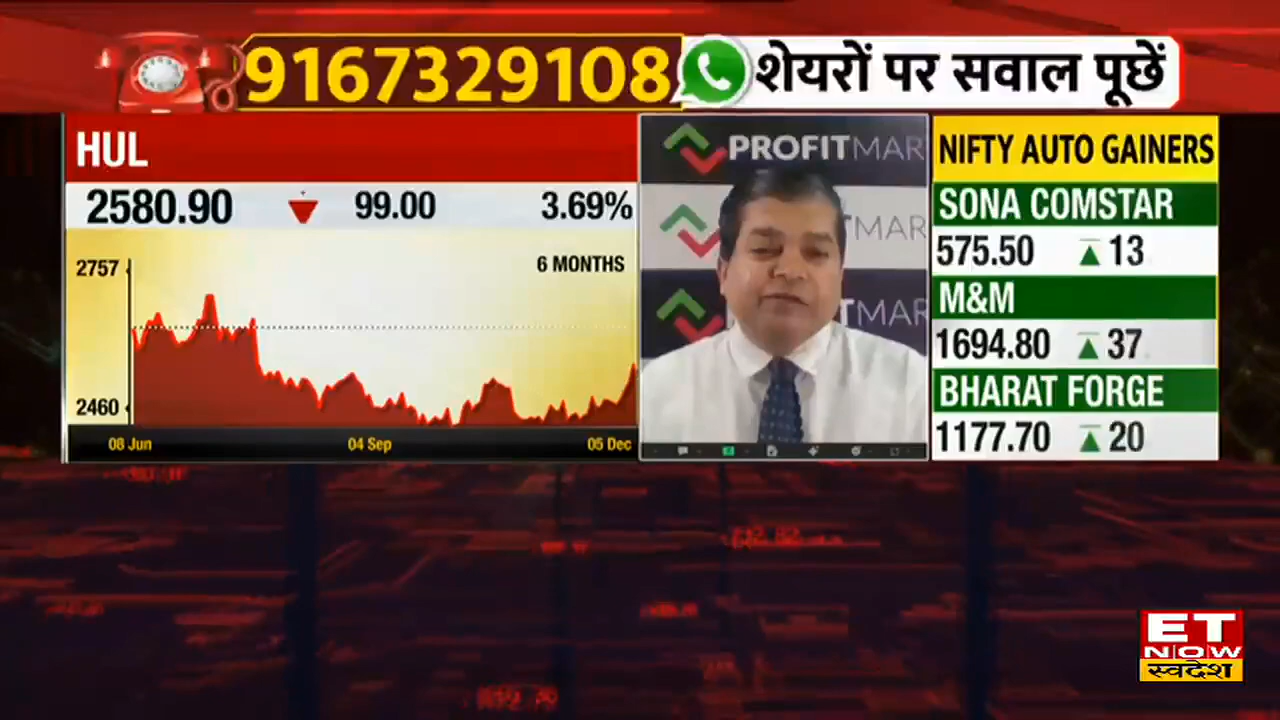 9167329108
शेयरों पर सवाल पूछें
HUL
2580.90 99.00 3.69%
6 MONTHS
2757
2460
08 Jun 04 Sep 05 Dec
PROFITMAR
NIFTY AUTO GAINERS
SONA COMSTAR
575.50 13
M&M
1694.80 37
BHARAT FORGE
1177.70 20
ET
NOW
स्वदेश